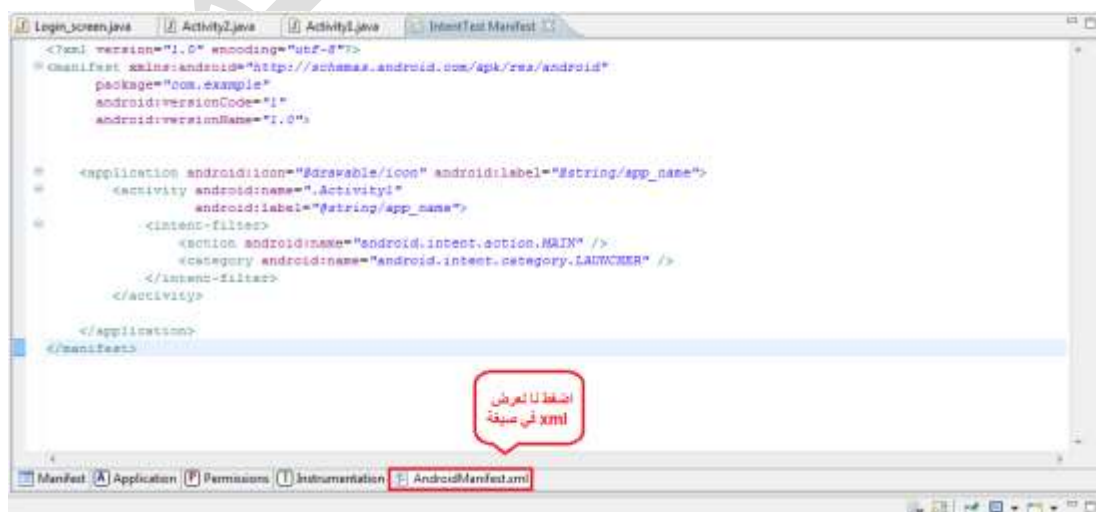 Login_screen.java Activity2.java Activity1.java IntentTest Manifest
<?xml version="1.0" encoding="utf-8"?>
<manifest xmlns:android="http://schemas.android.com/apk/res/android"
package="com.example"
android:versionCode="1"
android:versionName="1.0">
<application android:icon="@drawable/icon" android:label="@string/app_name">
<activity android:name=".Activity1"
android:label="@string/app_name">
<intent-filter>
<action android:name="android.intent.action.MAIN" />
<category android:name="android.intent.category.LAUNCHER" />
</intent-filter>
</activity>
</application>
</manifest>
اضغط لعرض
في صيغة xml
Manifest Application Permissions Instrumentation AndroidManifest.xml